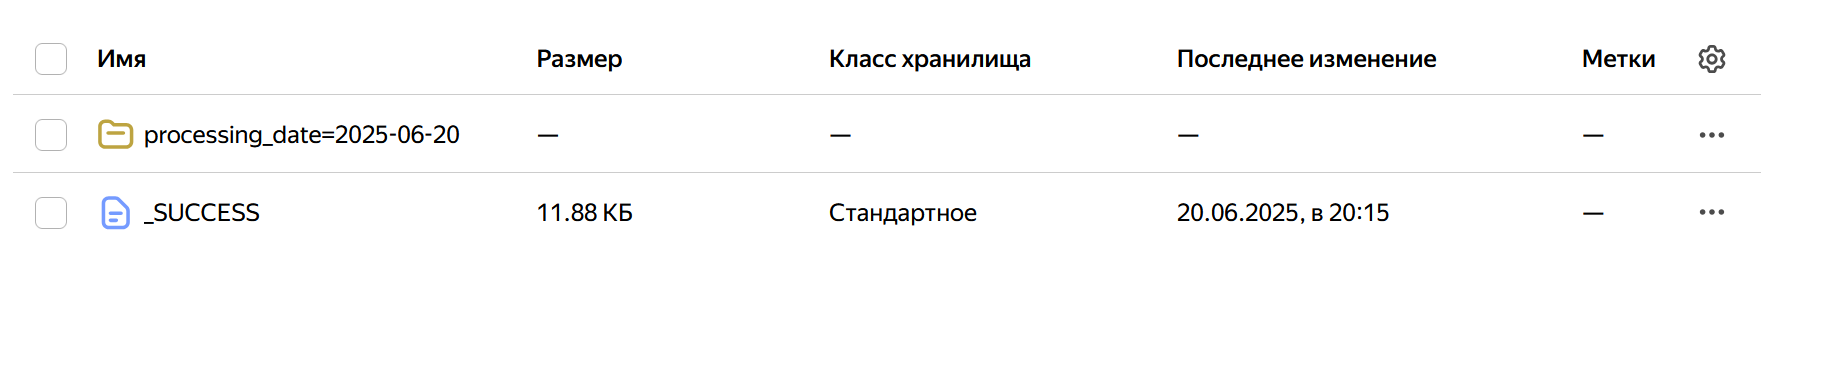 Имя Размер Класс хранилища Последнее изменение Метки
processing_date=2025-06-20 — — — —
_SUCCESS 11.88 КБ Стандартное 20.06.2025, в 20:15 —